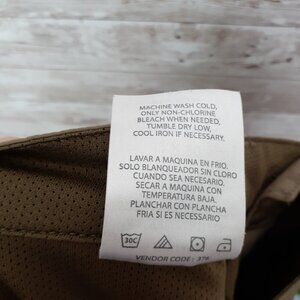 MACHINE WASH COLD,
ONLY NON-CHLORINE
BLEACH WHEN NEEDED,
TUMBLE DRY LOW,
COOL IRON IF NECESSARY.
LAVAR A MAQUINA EN FRIO.
SOLO BLANQUEADOR SIN CLORO
CUANDO SEA NECESARIO.
SECAR A MAQUINA CON
TEMPERATURA BAJA.
PLANCHAR CON PLANCHA
FRIA SI ES NECESARIO.
30C
VENDOR CODE: 376